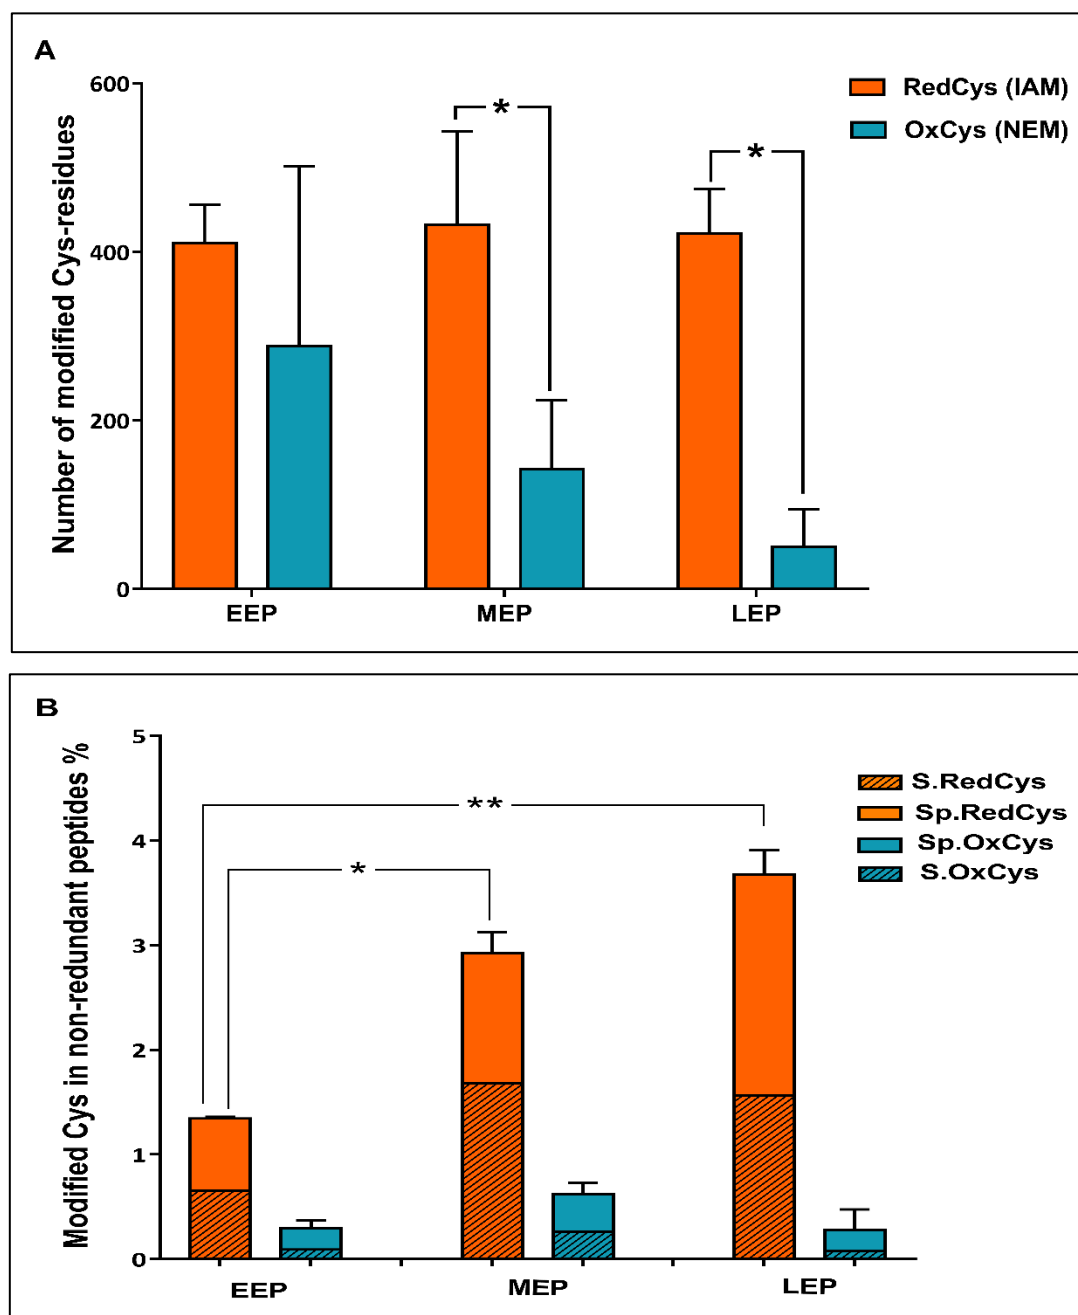 A
RedCys (IAM)
OxCys (NEM)
Number of modified Cys-residues
600
400
200
0
*
*
EEP
MEP
LEP
B
S.RedCys
Sp.RedCys
Sp.OxCys
S.OxCys
Modified Cys in non-redundant peptides %
5
4
3
2
1
0
**
*
EEP
MEP
LEP